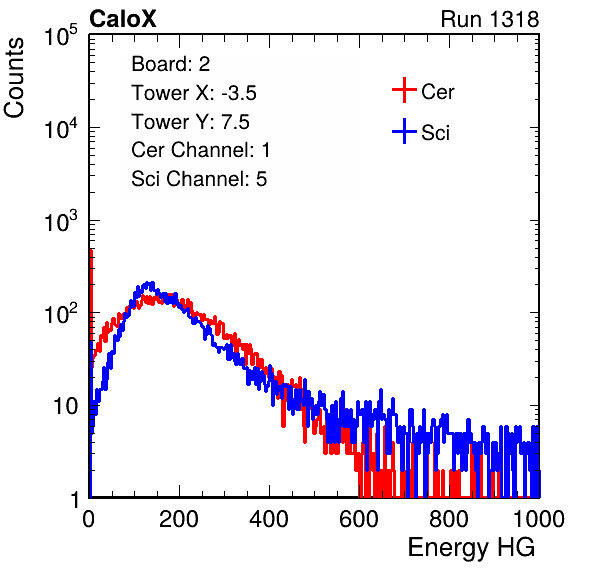 CaloX Run 1318
Counts
Board: 2
Tower X: -3.5
Tower Y: 7.5
Cer Channel: 1
Sci Channel: 5
Cer
Sci
10^5
10^4
10^3
10^2
10
1
0 200 400 600 800 1000
Energy HG